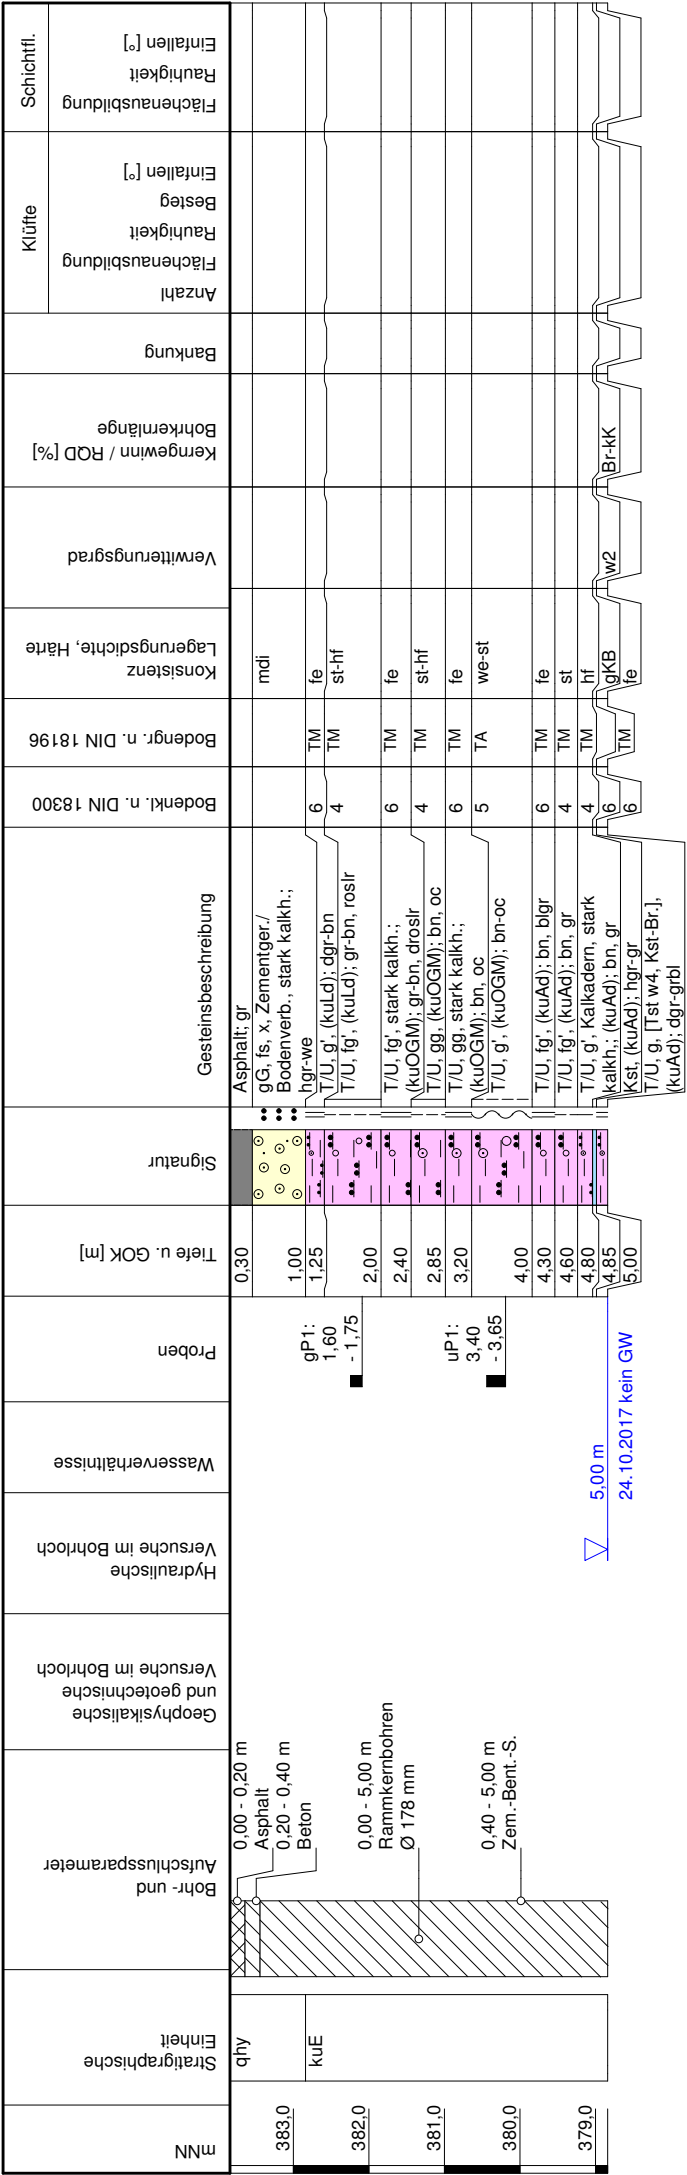 mNN
Stratigraphische
Einheit
Bohr- und
Aufschlussparameter
Geophysikalische
und geotechnische
Versuche im Bohrloch
Hydraulische
Versuche im Bohrloch
Wasserverhältnisse
Proben
Tiefe u. GOK [m]
Signatur
Gesteinsbeschreibung
Bodenkl. n. DIN 18300
Bodengr. n. DIN 18196
Konsistenz
Lagerungsdichte, Härte
Verwitterungsgrad
Kerngewinn / RQD [%]
Bohrkernlänge
Bankung
Klüfte
Anzahl
Flächenausbildung
Rauhigkeit
Besteg
Einfallen [°]
Schichtfl.
Flächenausbildung
Rauhigkeit
Einfallen [°]
383,0
382,0
381,0
380,0
379,0
qhy
kuE
0,00 - 0,20 m
Asphalt
0,20 - 0,40 m
Beton
0,00 - 5,00 m
Rammkernbohren
Ø 178 mm
0,40 - 5,00 m
Zem.-Bent.-S.
5,00 m
24.10.2017 kein GW
gP1:
1,60
- 1,75
uP1:
3,40
- 3,65
0,30
1,00
1,25
2,00
2,40
2,85
3,20
4,00
4,30
4,60
4,80
4,85
5,00
Asphalt; gr
gG, fs, x, Zementger./
Bodenverb., stark kalkh.;
hgr-we
T/U, g', (kuLd); dgr-bn
T/U, fg', (kuLd); gr-bn, roslr
T/U, fg', stark kalkh.;
(kuOGM); gr-bn, droslr
T/U, gg, (kuOGM); bn, oc
T/U, gg, stark kalkh.;
(kuOGM); bn, oc
T/U, g', (kuOGM); bn-oc
T/U, fg', (kuAd); bn, blgr
T/U, fg', (kuAd); bn, gr
T/U, g', Kalkadern, stark
kalkh.; (kuAd); bn, gr
Kst, (kuAd); hgr-gr
T/U, g, [Tst w4, Kst-Br.],
(kuAd); dgr-grbl
6
4
6
4
6
5
6
4
4
6
6
TM
TM
TM
TM
TM
TA
TM
TM
TM
TM
mdi
fe
st-hf
fe
st-hf
fe
we-st
fe
st
hf
gKB
fe
w2
Br-kK